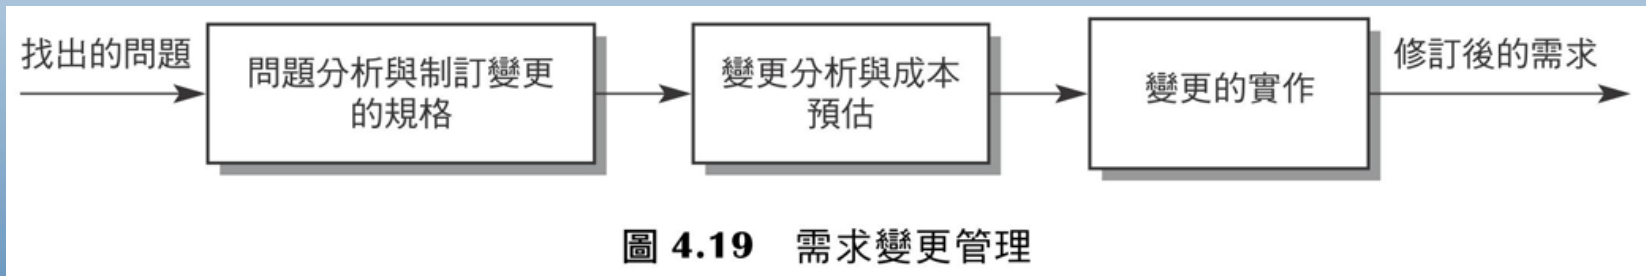 找出的問題
問題分析與制訂變更
的規格
變更分析與成本
預估
變更的實作
修訂後的需求
圖 4.19 需求變更管理